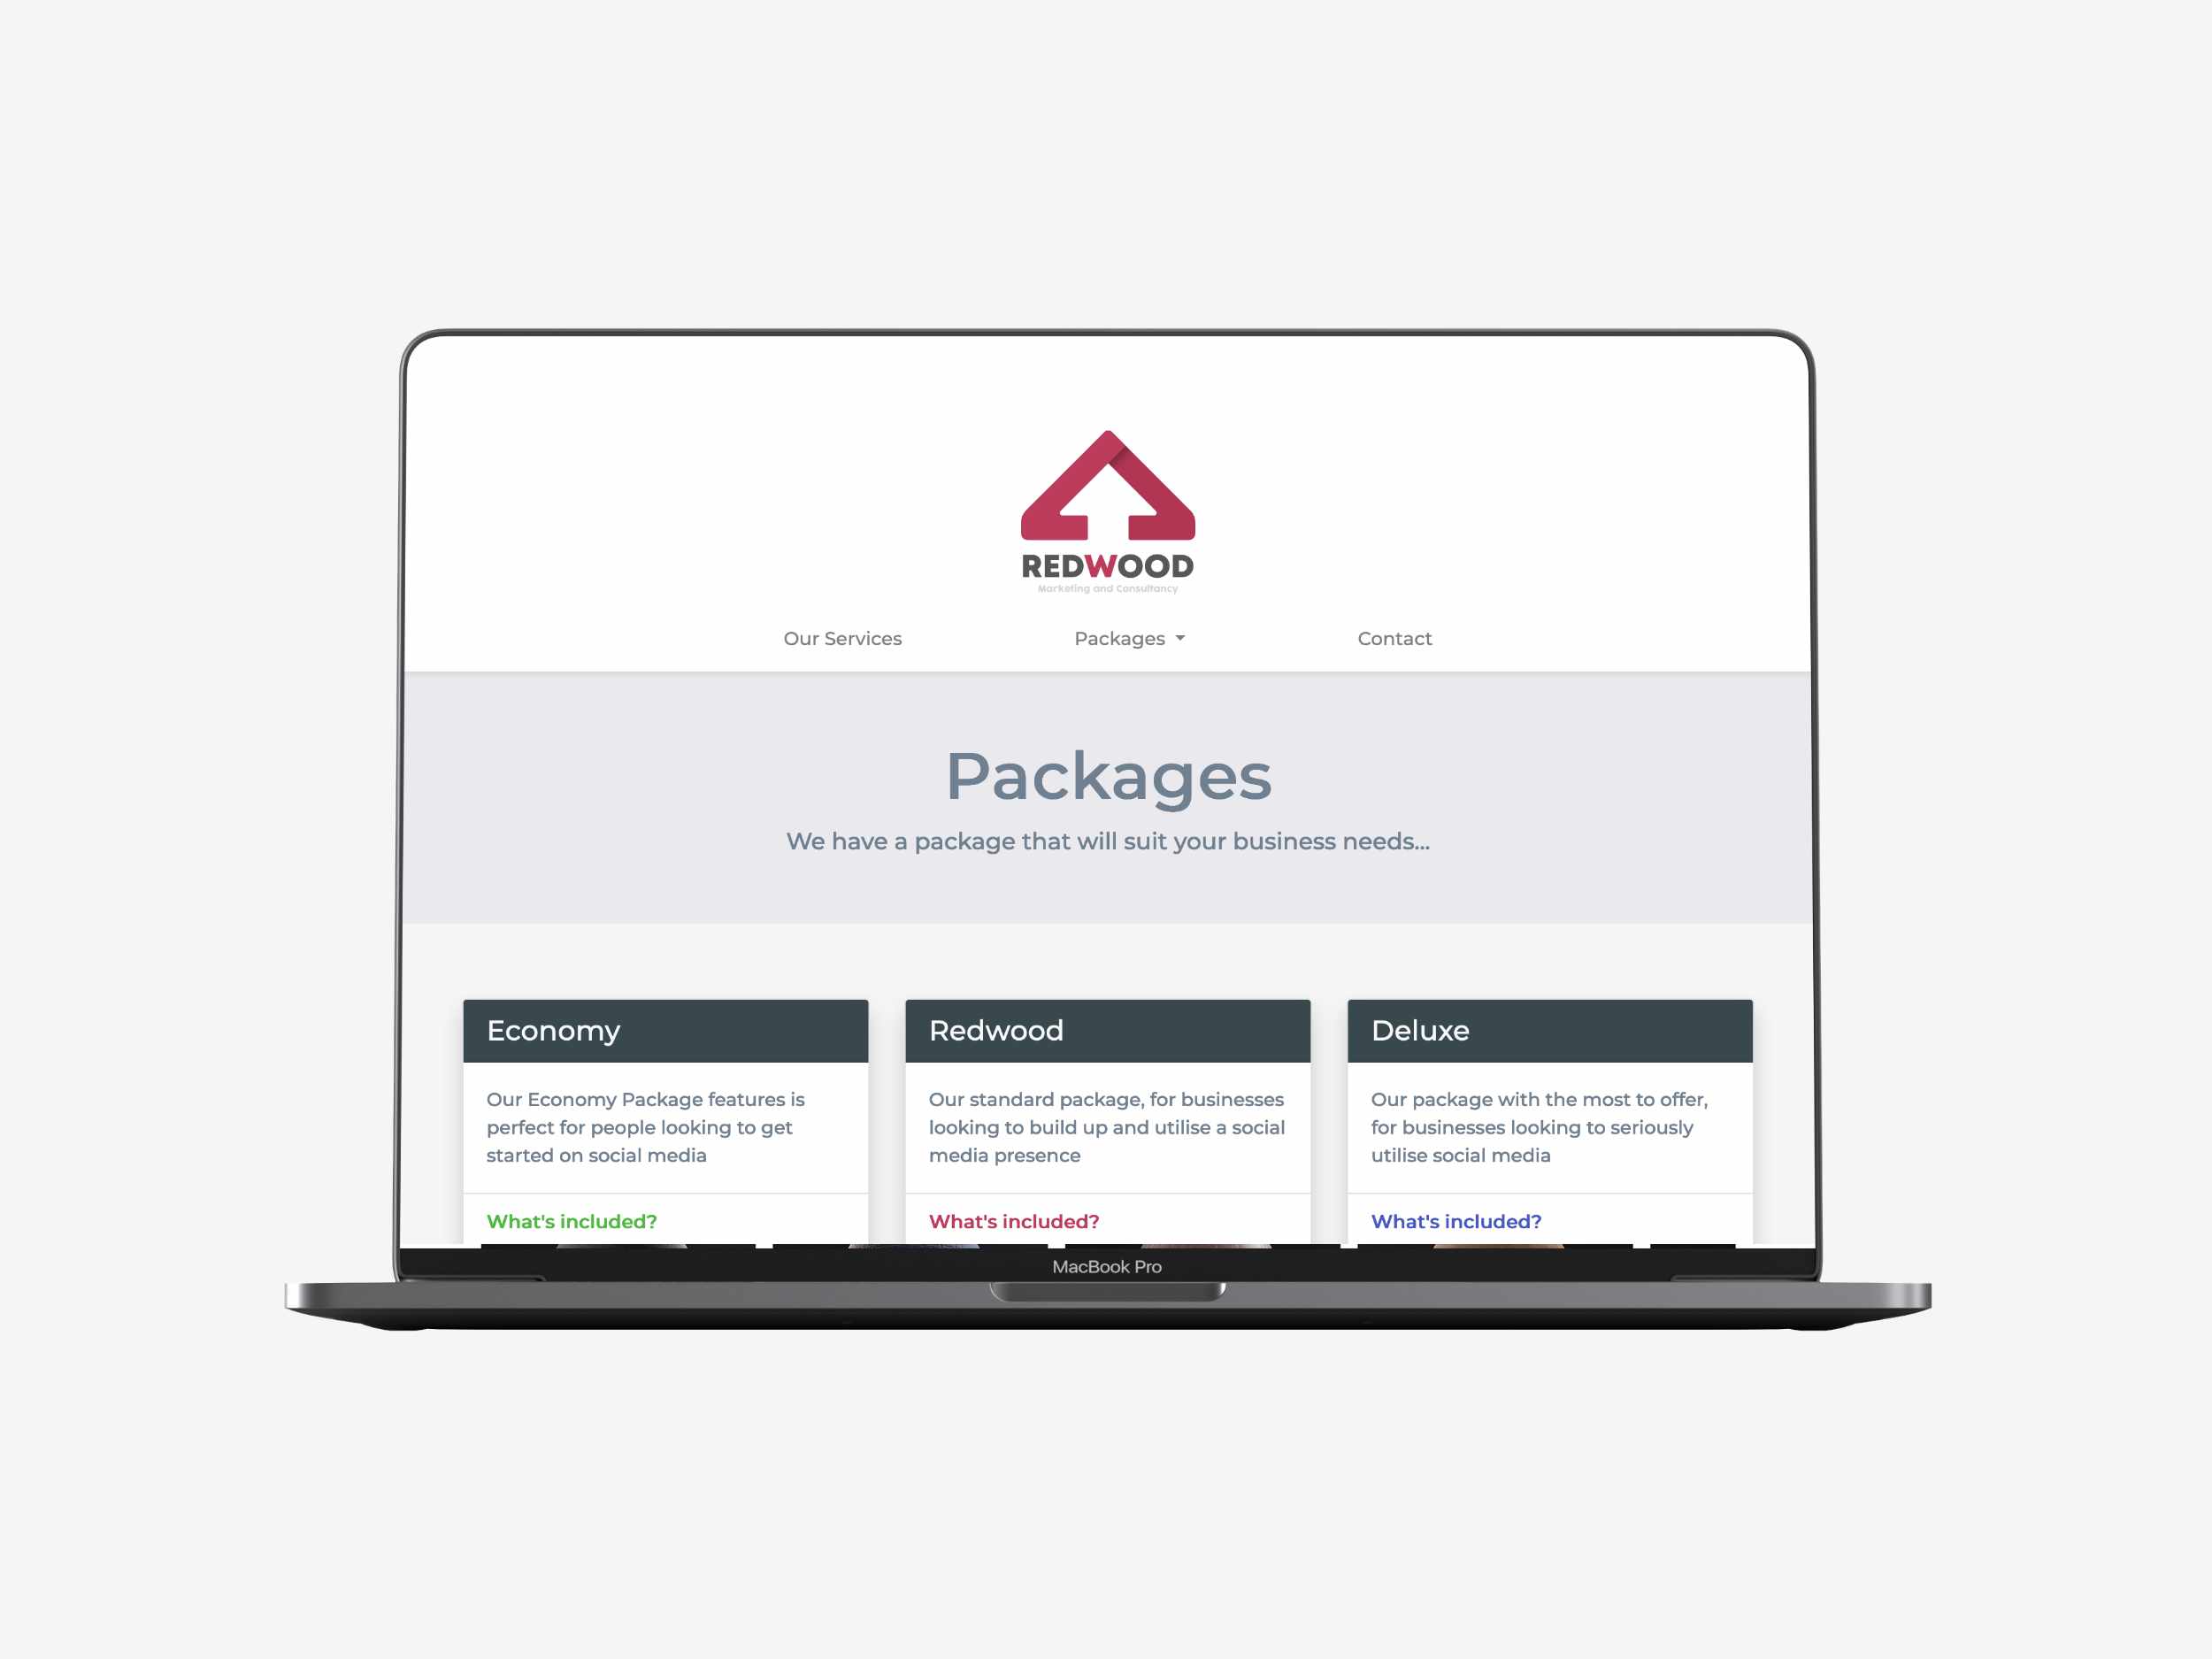 REDWOOD
Marketing and Consultancy
Our Services Packages Contact
Packages
We have a package that will suit your business needs...
Economy
Our Economy Package features is
perfect for people looking to get
started on social media
What's included?
Redwood
Our standard package, for businesses
looking to build up and utilise a social
media presence
What's included?
Deluxe
Our package with the most to offer,
for businesses looking to seriously
utilise social media
What's included?
MacBook Pro